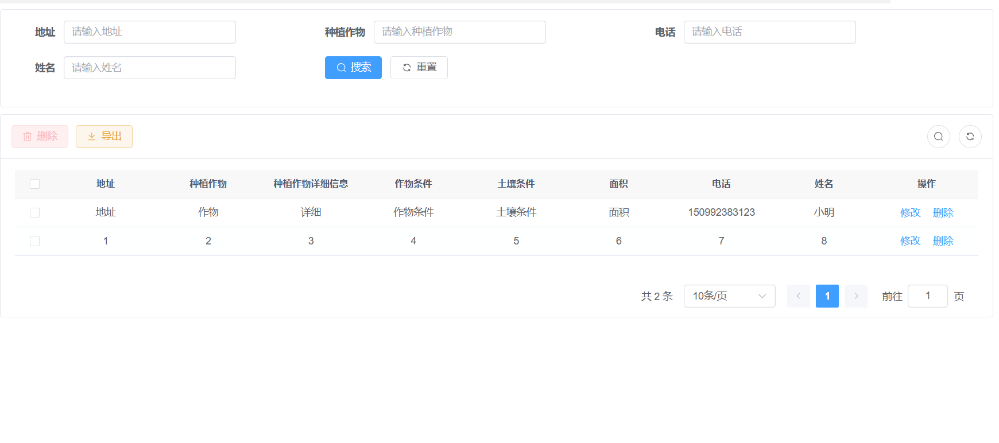 地址 请输入地址 种植作物 请输入种植作物 电话 请输入电话
姓名 请输入姓名 搜索 重置
删除 导出
地址 种植作物 种植作物详细信息 作物条件 土壤条件 面积 电话 姓名 操作
地址 作物 详细 作物条件 土壤条件 面积 150992383123 小明 修改 删除
1 2 3 4 5 6 7 8 修改 删除
共 2 条 10条/页 1 前往 1 页